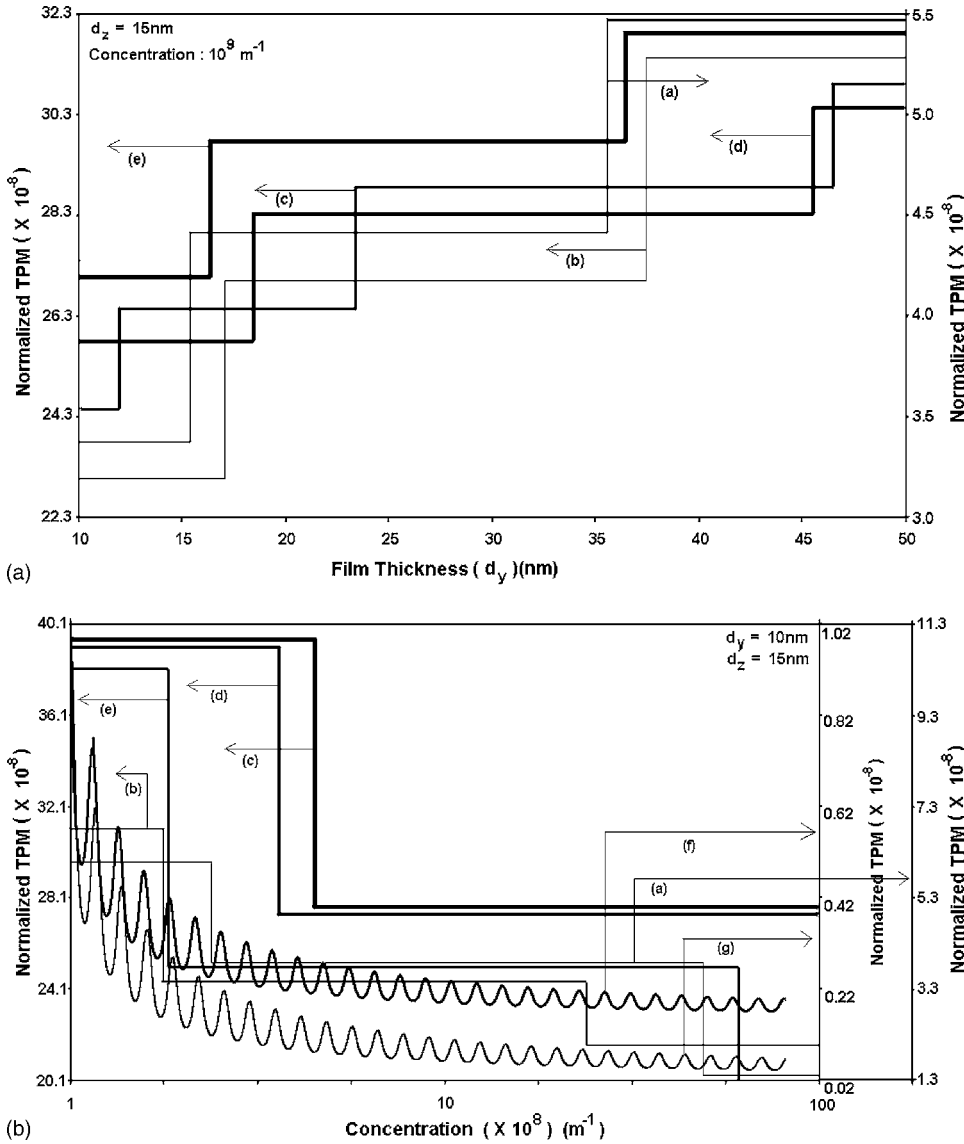 32.3
30.3
28.3
26.3
24.3
22.3
Normalized TPM ( X 10⁻⁸)
d_z = 15nm
Concentration : 10⁹ m⁻¹
(e)
(c)
(a)
(d)
(b)
5.5
5.0
4.5
4.0
3.5
3.0
Normalized TPM ( X 10⁻⁸)
10 15 20 25 30 35 40 45 50
Film Thickness ( d_y )(nm)
(a)
40.1
36.1
32.1
28.1
24.1
20.1
Normalized TPM ( X 10⁻⁸)
d_y = 10nm
d_z = 15nm
(e)
(d)
(c)
(b)
(f)
(a)
(g)
1.02
0.82
0.62
0.42
0.22
0.02
Normalized TPM ( X 10⁻⁸)
11.3
9.3
7.3
5.3
3.3
1.3
Normalized TPM ( X 10⁻⁸)
1 10 100
Concentration ( X 10⁸ ) (m⁻¹)
(b)